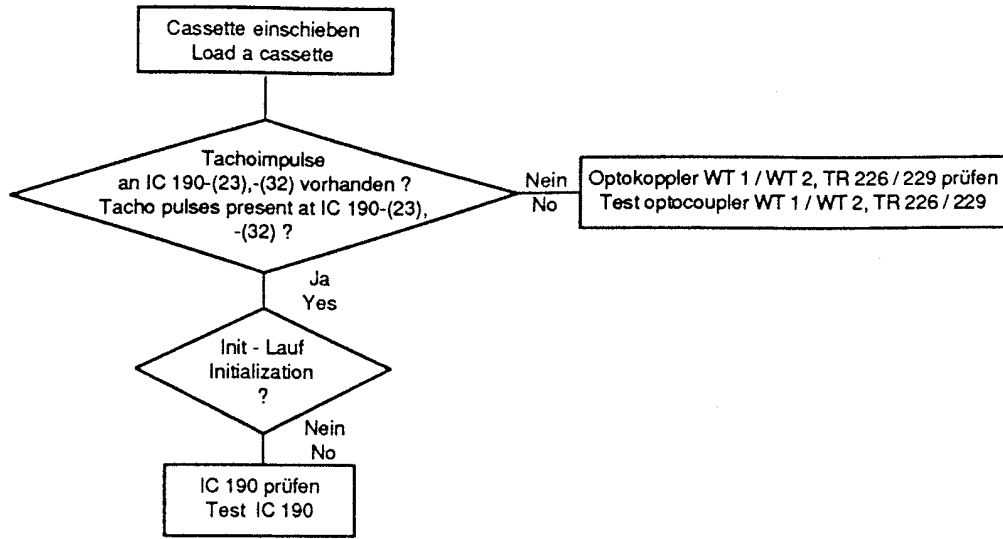 Cassette einschieben
Load a cassette
Tachoimpulse
an IC 190-(23),-(32) vorhanden ?
Tacho pulses present at IC 190-(23),
-(32) ?
Nein
No
Optokoppler WT 1 / WT 2, TR 226 / 229 prüfen
Test optocoupler WT 1 / WT 2, TR 226 / 229
Ja
Yes
Init - Lauf
Initialization
?
Nein
No
IC 190 prüfen
Test IC 190